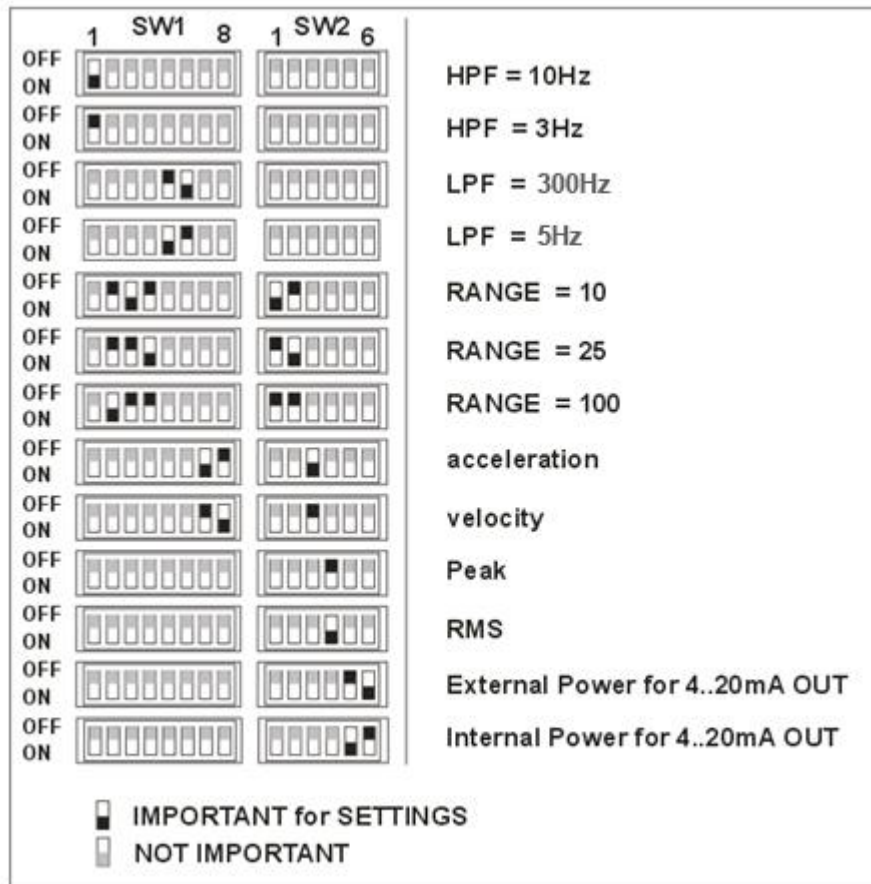 SW1 SW2
1 8 1 6
OFF
ON
HPF = 10Hz
OFF
ON
HPF = 3Hz
OFF
ON
LPF = 300Hz
OFF
ON
LPF = 5Hz
OFF
ON
RANGE = 10
OFF
ON
RANGE = 25
OFF
ON
RANGE = 100
OFF
ON
acceleration
OFF
ON
velocity
OFF
ON
Peak
OFF
ON
RMS
OFF
ON
External Power for 4..20mA OUT
OFF
ON
Internal Power for 4..20mA OUT
IMPORTANT for SETTINGS
NOT IMPORTANT